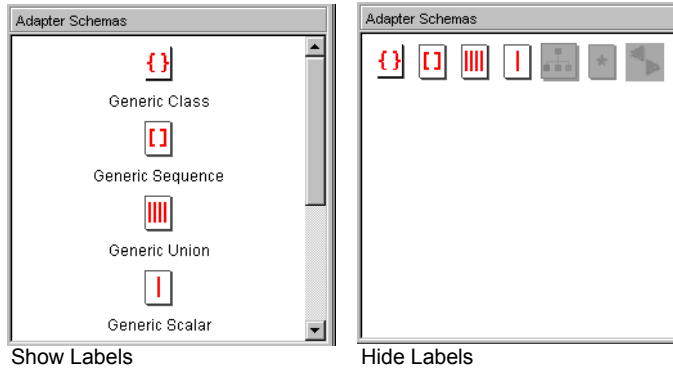 Adapter Schemas
Generic Class
Generic Sequence
Generic Union
Generic Scalar
Show Labels
Adapter Schemas
Hide Labels